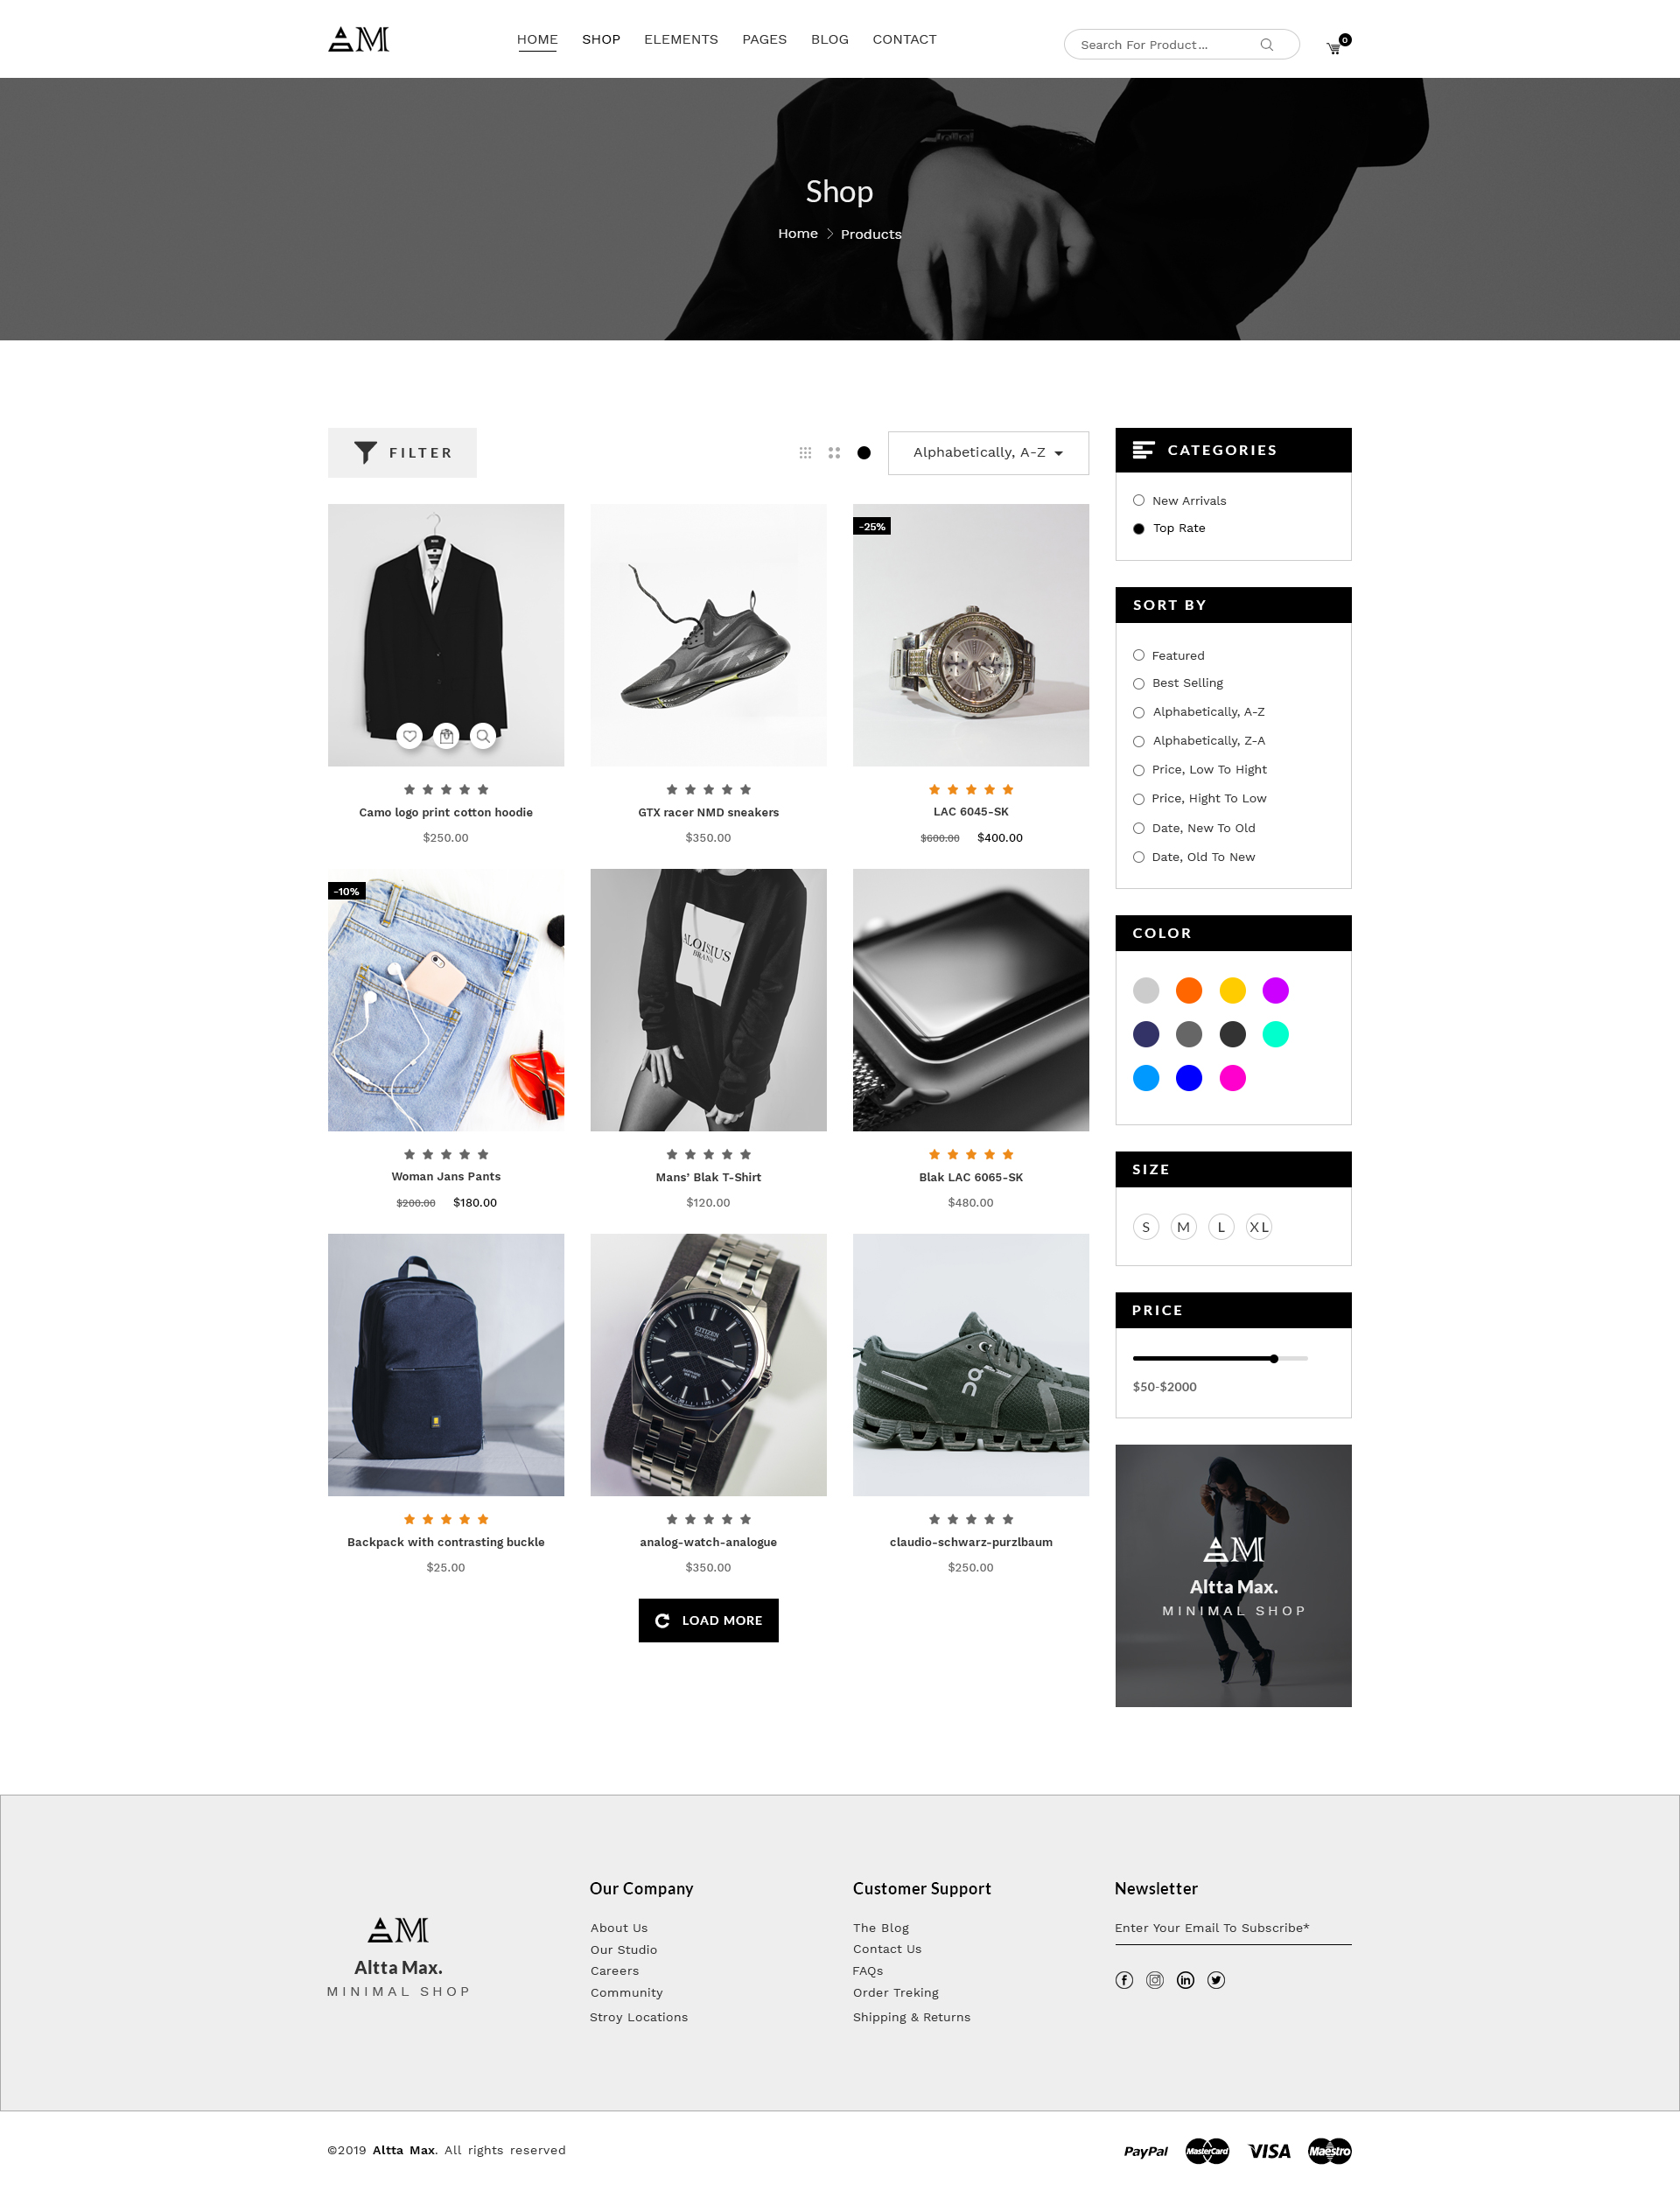 AM
HOME SHOP ELEMENTS PAGES BLOG CONTACT
Search For Product ...
0
Shop
Home > Products
FILTER
Alphabetically, A-Z
CATEGORIES
New Arrivals
Top Rate
SORT BY
Featured
Best Selling
Alphabetically, A-Z
Alphabetically, Z-A
Price, Low To Hight
Price, Hight To Low
Date, New To Old
Date, Old To New
COLOR
SIZE
S M L XL
PRICE
$50-$2000
AM
Altta Max.
MINIMAL SHOP
-25%
Camo logo print cotton hoodie
$250.00
GTX racer NMD sneakers
$350.00
LAC 6045-SK
$600.00 $400.00
-10%
ALOISIUS
BRAND
Woman Jans Pants
$200.00 $180.00
Mans’ Blak T-Shirt
$120.00
Blak LAC 6065-SK
$480.00
CITIZEN
Eco-Drive
Backpack with contrasting buckle
$25.00
analog-watch-analogue
$350.00
claudio-schwarz-purzlbaum
$250.00
LOAD MORE
AM
Altta Max.
MINIMAL SHOP
Our Company
About Us
Our Studio
Careers
Community
Stroy Locations
Customer Support
The Blog
Contact Us
FAQs
Order Treking
Shipping & Returns
Newsletter
Enter Your Email To Subscribe*
©2019 Altta Max. All rights reserved
PayPal MasterCard VISA Maestro